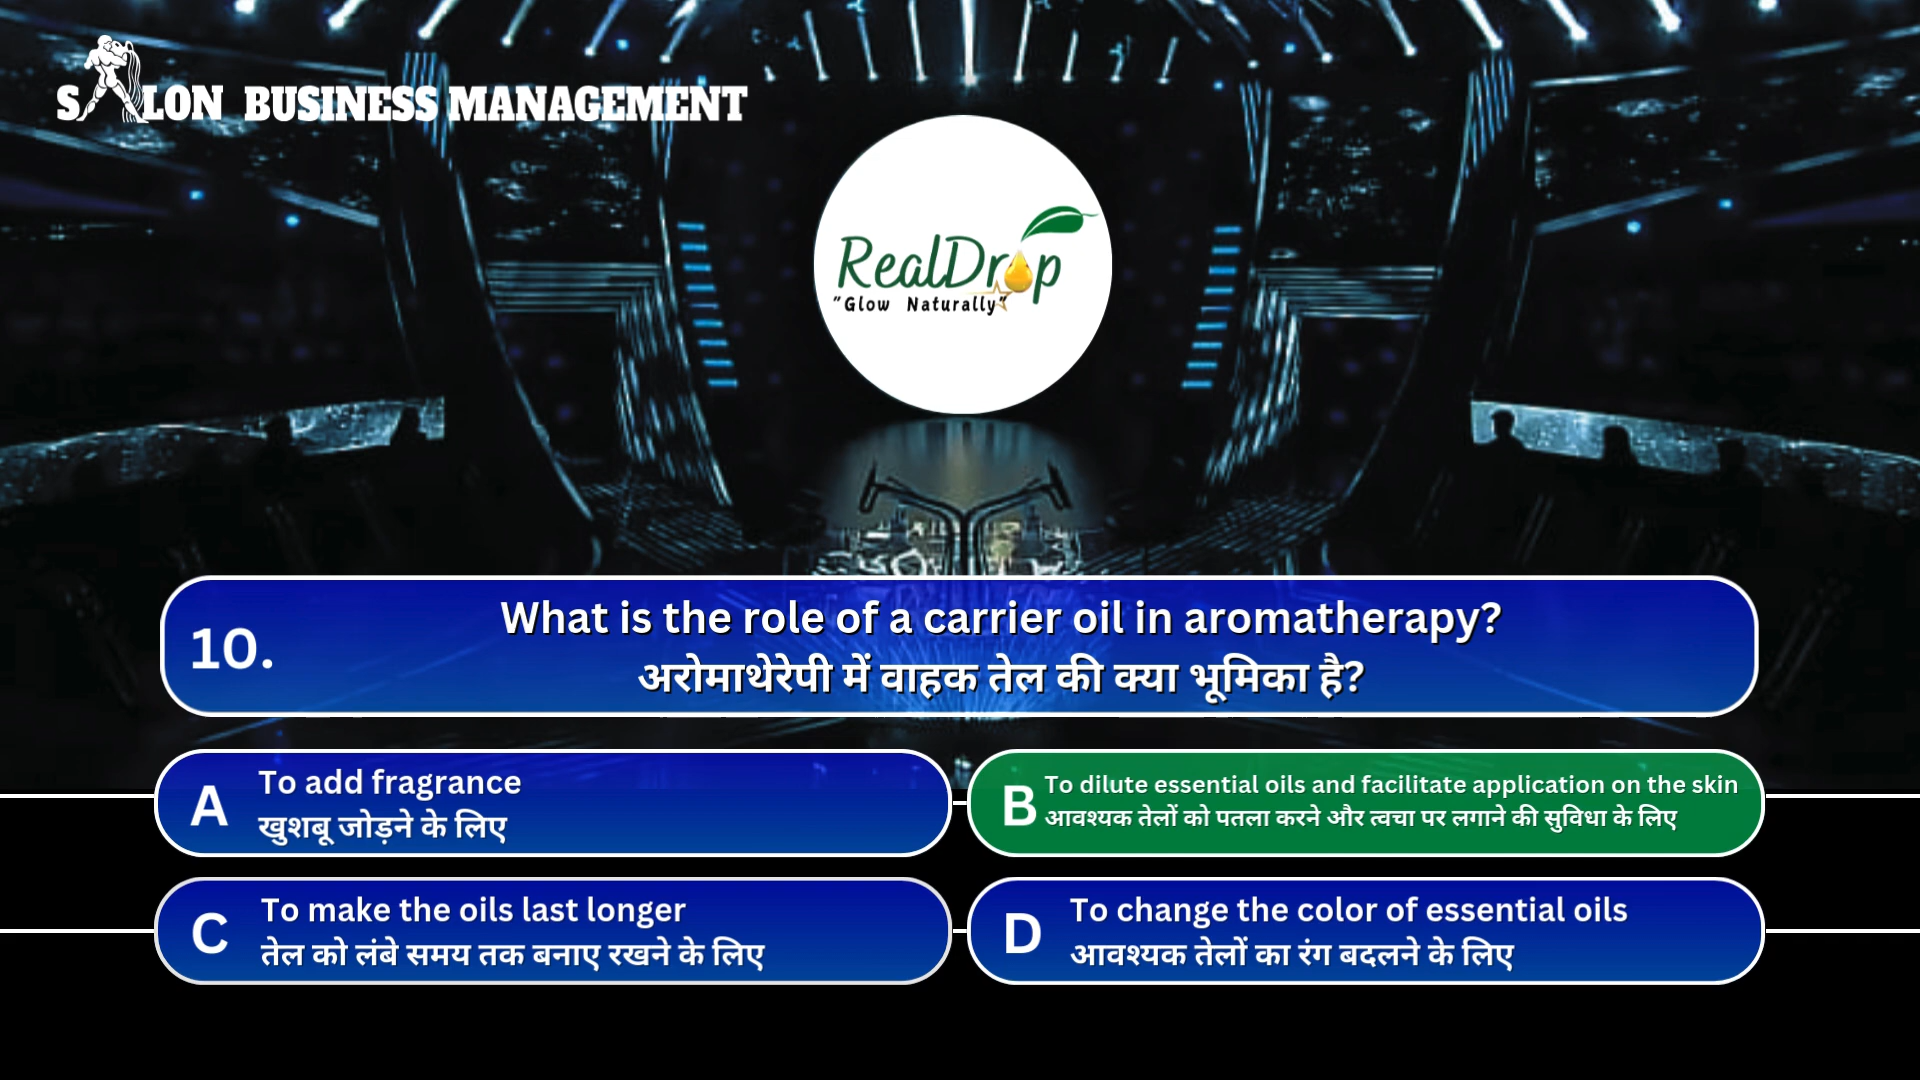 SALON BUSINESS MANAGEMENT
RealDrop
"Glow Naturally"
10.
What is the role of a carrier oil in aromatherapy?
अरोमाथेरेपी में वाहक तेल की क्या भूमिका है?
A
To add fragrance
खुशबू जोड़ने के लिए
B
To dilute essential oils and facilitate application on the skin
आवश्यक तेलों को पतला करने और त्वचा पर लगाने की सुविधा के लिए
C
To make the oils last longer
तेल को लंबे समय तक बनाए रखने के लिए
D
To change the color of essential oils
आवश्यक तेलों का रंग बदलने के लिए